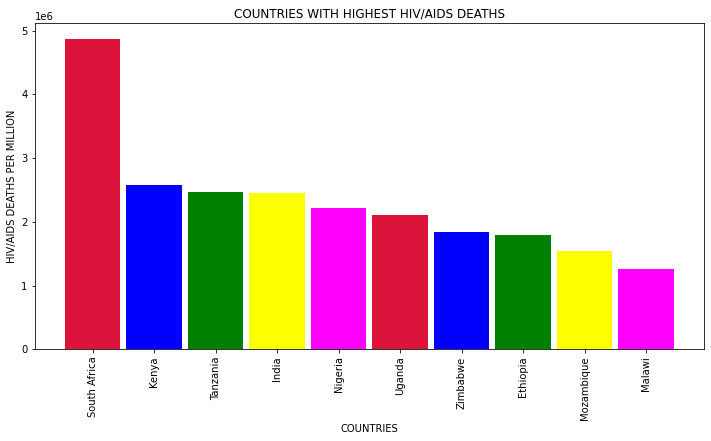 COUNTRIES WITH HIGHEST HIV/AIDS DEATHS
1e6
5
4
3
2
1
0
HIV/AIDS DEATHS PER MILLION
South Africa
Kenya
Tanzania
India
Nigeria
Uganda
Zimbabwe
Ethiopia
Mozambique
Malawi
COUNTRIES